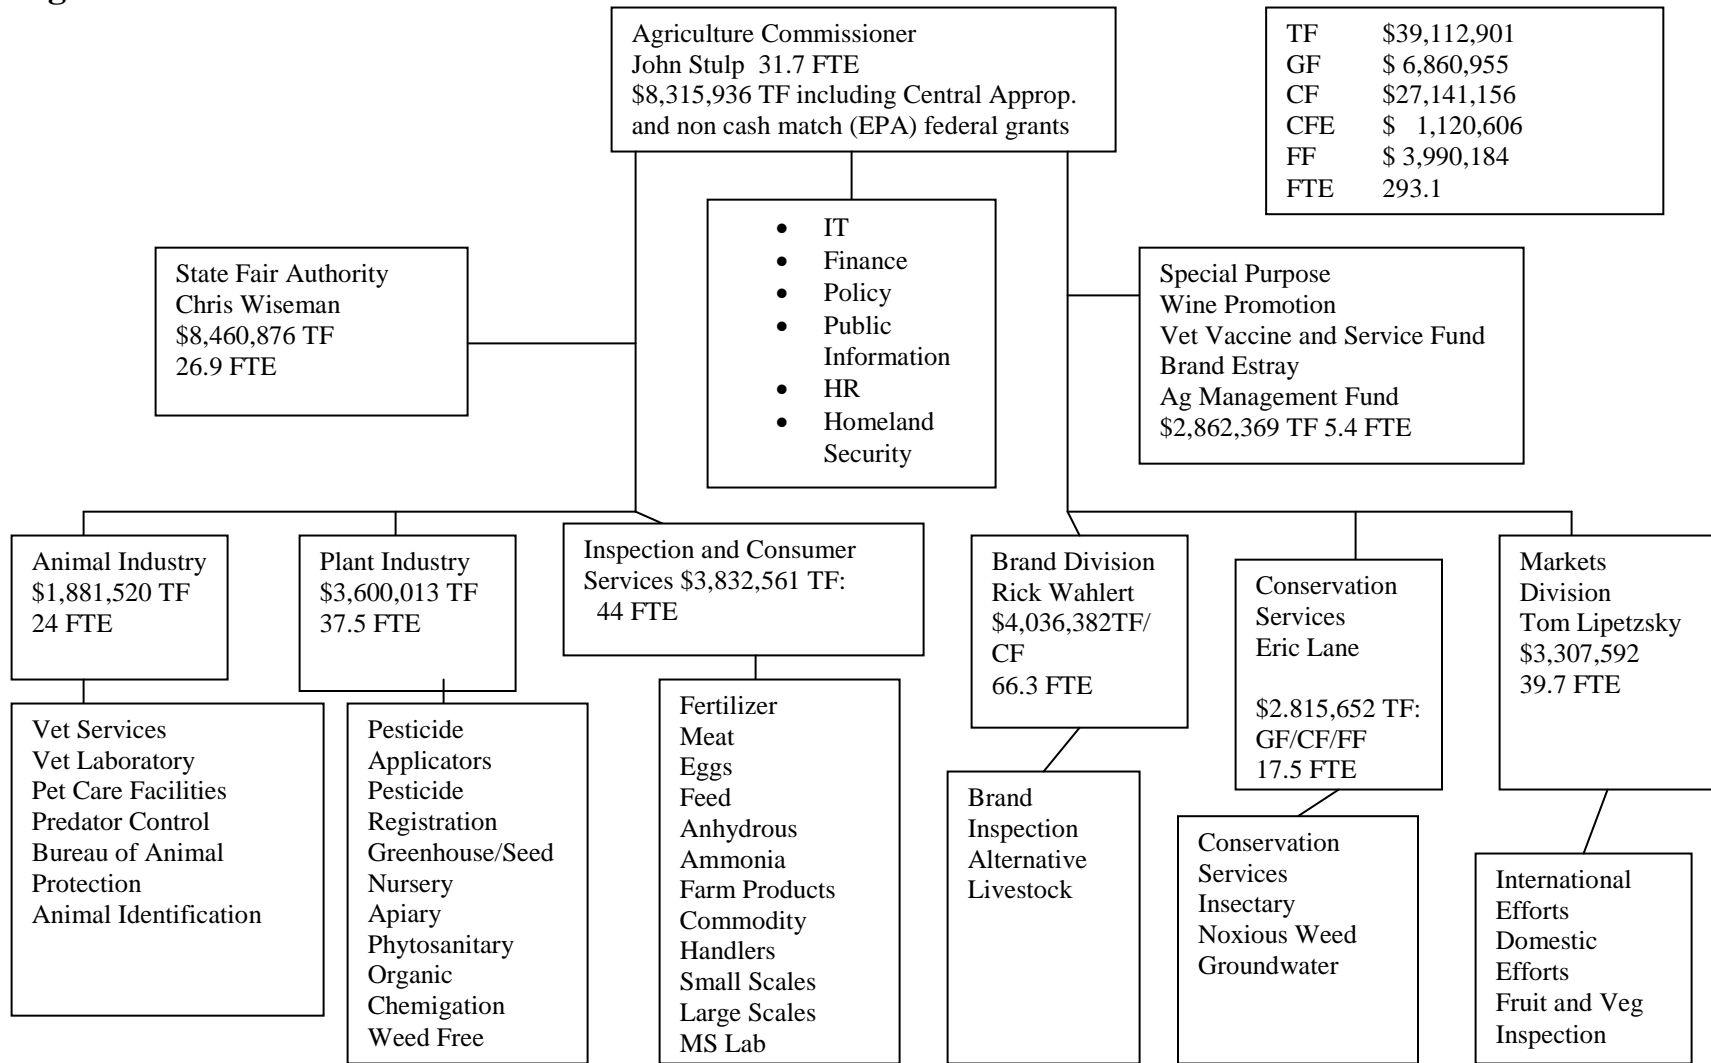 Agriculture Commissioner
John Stulp 31.7 FTE
$8,315,936 TF including Central Approp.
and non cash match (EPA) federal grants
TF $39,112,901
GF $ 6,860,955
CF $27,141,156
CFE $ 1,120,606
FF $ 3,990,184
FTE 293.1
• IT
• Finance
• Policy
• Public
Information
• HR
• Homeland
Security
State Fair Authority
Chris Wiseman
$8,460,876 TF
26.9 FTE
Special Purpose
Wine Promotion
Vet Vaccine and Service Fund
Brand Estray
Ag Management Fund
$2,862,369 TF 5.4 FTE
Animal Industry
$1,881,520 TF
24 FTE
Plant Industry
$3,600,013 TF
37.5 FTE
Inspection and Consumer
Services $3,832,561 TF:
44 FTE
Brand Division
Rick Wahlert
$4,036,382TF/
CF
66.3 FTE
Conservation
Services
Eric Lane
$2.815,652 TF:
GF/CF/FF
17.5 FTE
Markets
Division
Tom Lipetzsky
$3,307,592
39.7 FTE
Vet Services
Vet Laboratory
Pet Care Facilities
Predator Control
Bureau of Animal
Protection
Animal Identification
Pesticide
Applicators
Pesticide
Registration
Greenhouse/Seed
Nursery
Apiary
Phytosanitary
Organic
Chemigation
Weed Free
Fertilizer
Meat
Eggs
Feed
Anhydrous
Ammonia
Farm Products
Commodity
Handlers
Small Scales
Large Scales
MS Lab
Brand
Inspection
Alternative
Livestock
Conservation
Services
Insectary
Noxious Weed
Groundwater
International
Efforts
Domestic
Efforts
Fruit and Veg
Inspection